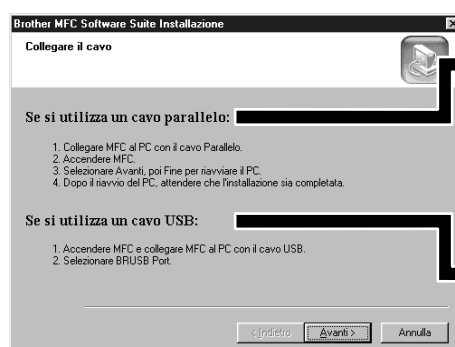 Brother MFC Software Suite Installazione
Collegare il cavo
Se si utilizza un cavo parallelo:
1. Collegare MFC al PC con il cavo Parallelo.
2. Accendere MFC.
3. Selezionare Avanti, poi Fine per riavviare il PC.
4. Dopo il riavvio del PC, attendere che l'installazione sia completata.
Se si utilizza un cavo USB:
1. Accendere MFC e collegare MFC al PC con il cavo USB.
2. Selezionare BRUSB Port.
< Indietro Avanti > Annulla